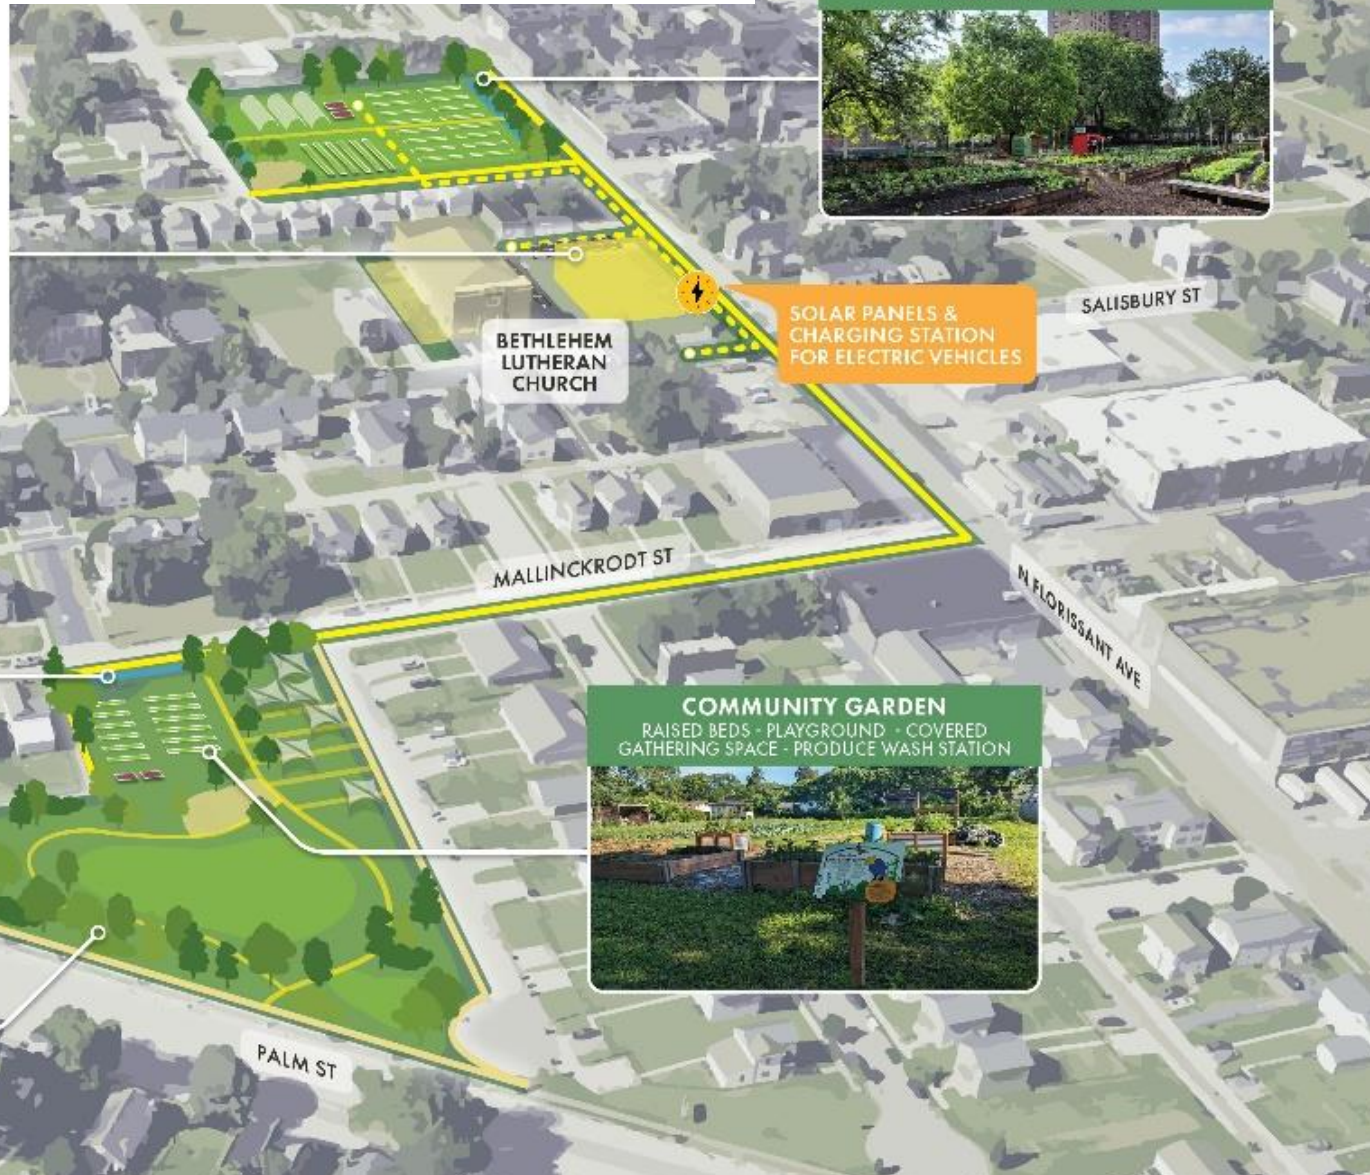 SOLAR PANELS &
CHARGING STATION
FOR ELECTRIC VEHICLES
SALISBURY ST
BETHLEHEM
LUTHERAN
CHURCH
MALLINCKRODT ST
N FLORISSANT AVE
COMMUNITY GARDEN
RAISED BEDS - PLAYGROUND - COVERED
GATHERING SPACE - PRODUCE WASH STATION
PALM ST